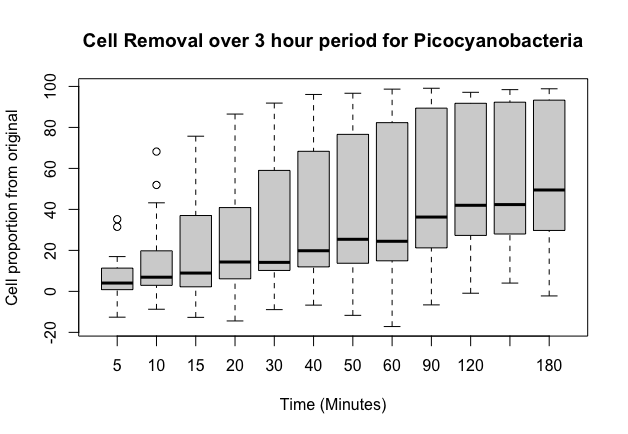 Cell Removal over 3 hour period for Picocyanobacteria
Cell proportion from original
100
80
60
40
20
0
-20
5 10 15 20 30 40 50 60 90 120 180
Time (Minutes)